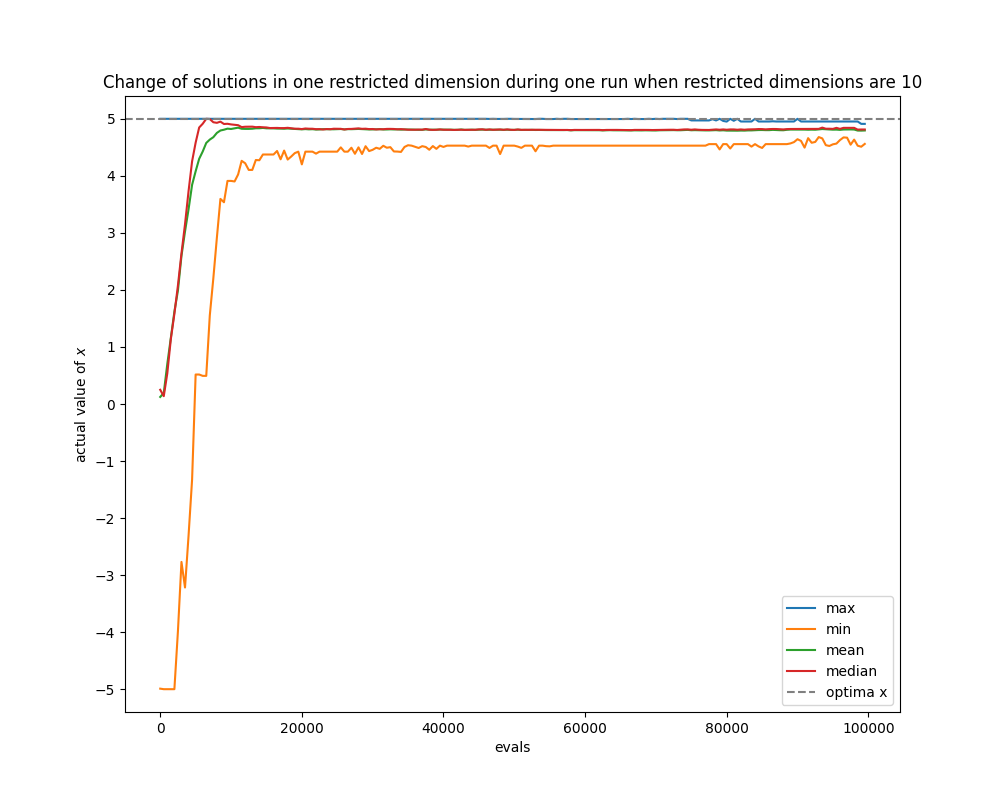 Change of solutions in one restricted dimension during one run when restricted dimensions are 10
5
4
3
2
1
0
−1
−2
−3
−4
−5
actual value of x
0 20000 40000 60000 80000 100000
evals
max
min
mean
median
optima x